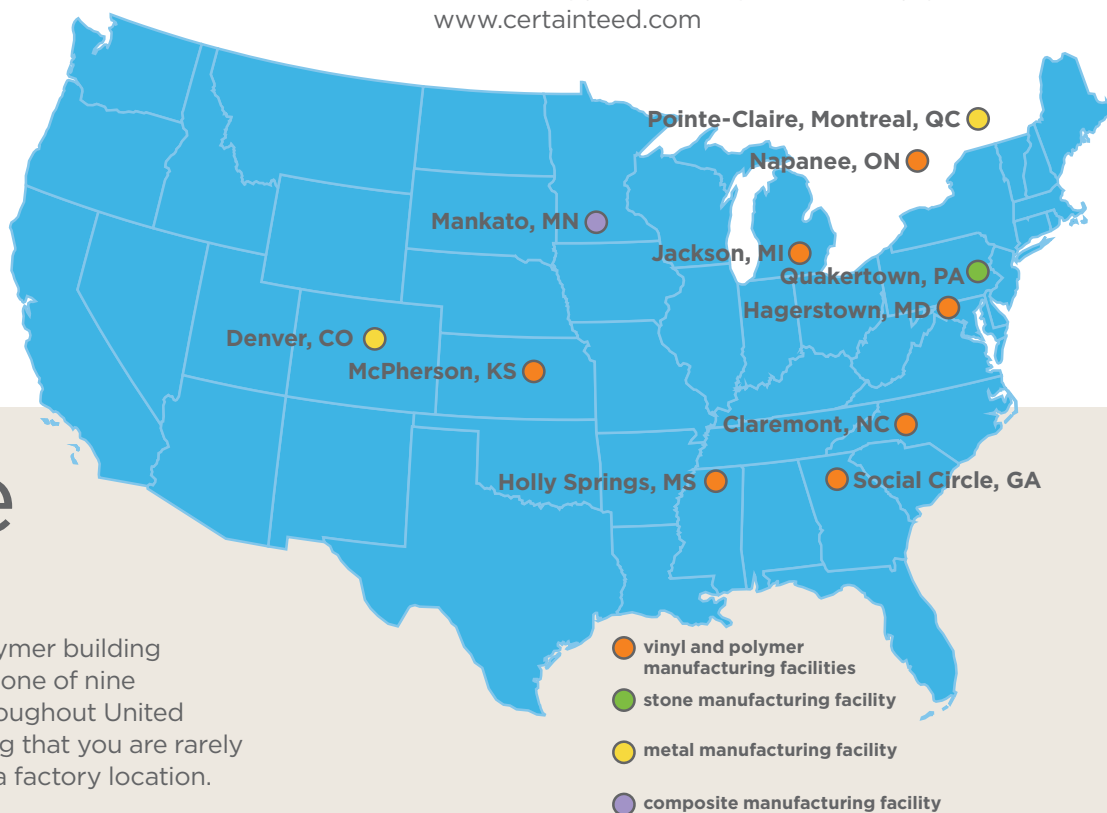 www.certainteed.com
Pointe-Claire, Montreal, QC
Napanee, ON
Mankato, MN
Jackson, MI
Quakertown, PA
Hagerstown, MD
Denver, CO
McPherson, KS
Claremont, NC
Holly Springs, MS
Social Circle, GA
e
ymer building
one of nine
oughout United
g that you are rarely
a factory location.
vinyl and polymer
manufacturing facilities
stone manufacturing facility
metal manufacturing facility
composite manufacturing facility